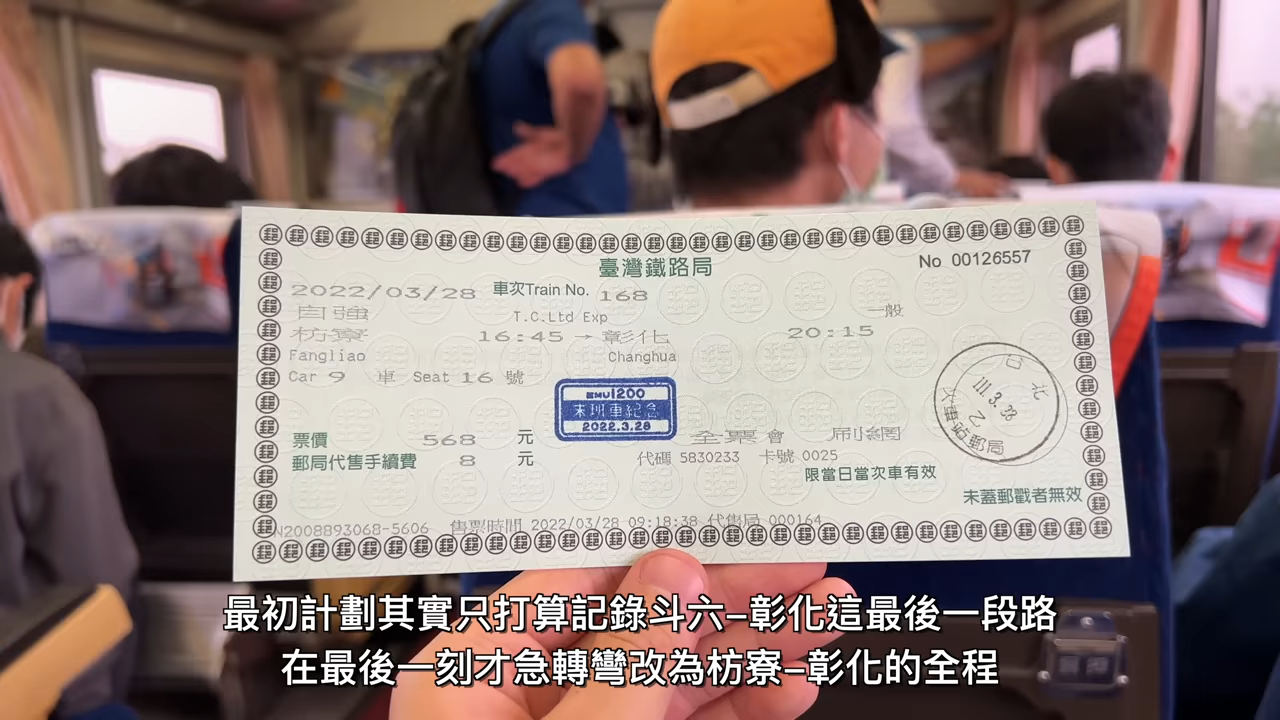 臺灣鐵路局
No 00126557
2022/03/28 車次Train No. 168
自強 T.C.Ltd Exp 一般
枋寮 16:45 → 彰化 20:15
Fangliao Changhua
Car 9 車 Seat 16 號
EMU1200
末班車紀念
2022.3.28
票價 568 元 全票會 刷網
郵局代售手續費 8 元 代碼 5830233 卡號 0025
限當日當次車有效
未蓋郵戳者無效
台北
111.3.28
乙
N2008893068-5606 售票時間 2022/03/28 09:18:38 代售局 000164
最初計劃其實只打算記錄斗六–彰化這最後一段路
在最後一刻才急轉彎改為枋寮–彰化的全程